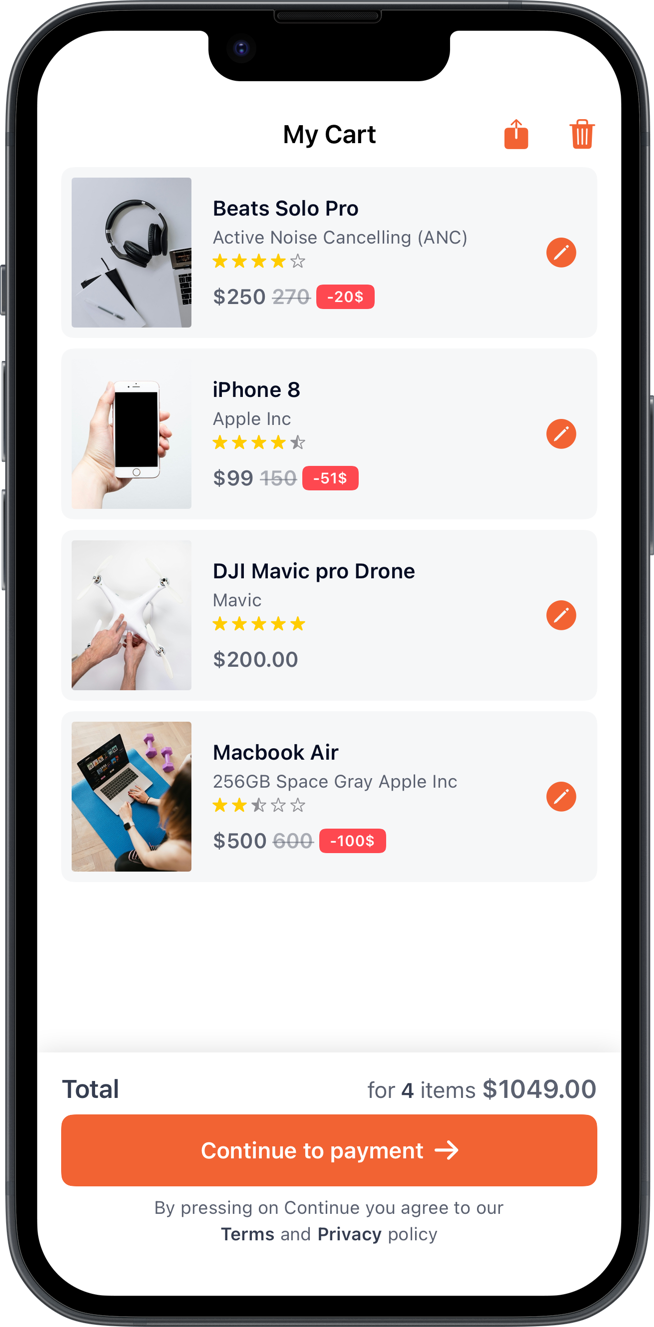 My Cart
Beats Solo Pro
Active Noise Cancelling (ANC)
$250 270 -20$
iPhone 8
Apple Inc
$99 150 -51$
DJI Mavic pro Drone
Mavic
$200.00
Macbook Air
256GB Space Gray Apple Inc
$500 600 -100$
Total for 4 items $1049.00
Continue to payment →
By pressing on Continue you agree to our
Terms and Privacy policy